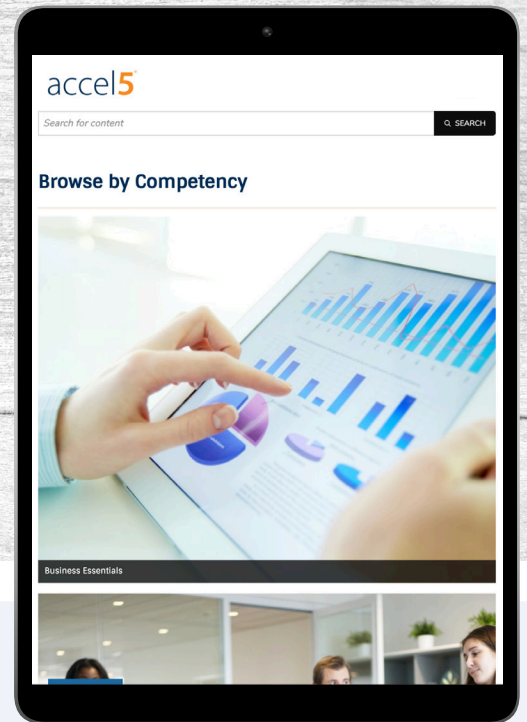 accel5
Search for content
SEARCH
Browse by Competency
Business Essentials